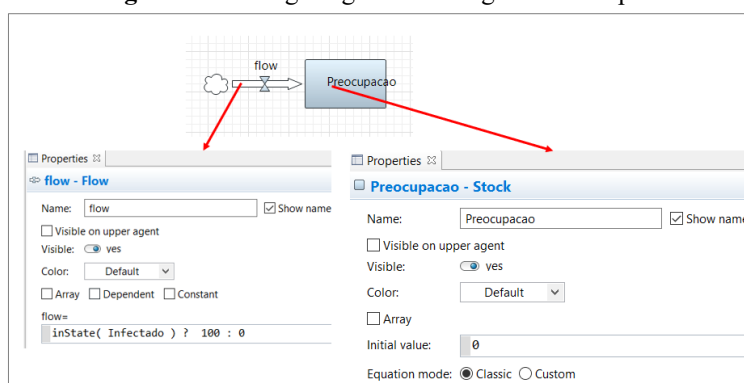 flow
Preocupacao
Properties
flow - Flow
Name: flow Show name
Visible on upper agent
Visible: yes
Color: Default
Array Dependent Constant
flow=
inState( Infectado ) ? 100 : 0
Properties
Preocupacao - Stock
Name: Preocupacao Show name
Visible on upper agent
Visible: yes
Color: Default
Array
Initial value: 0
Equation mode: Classic Custom